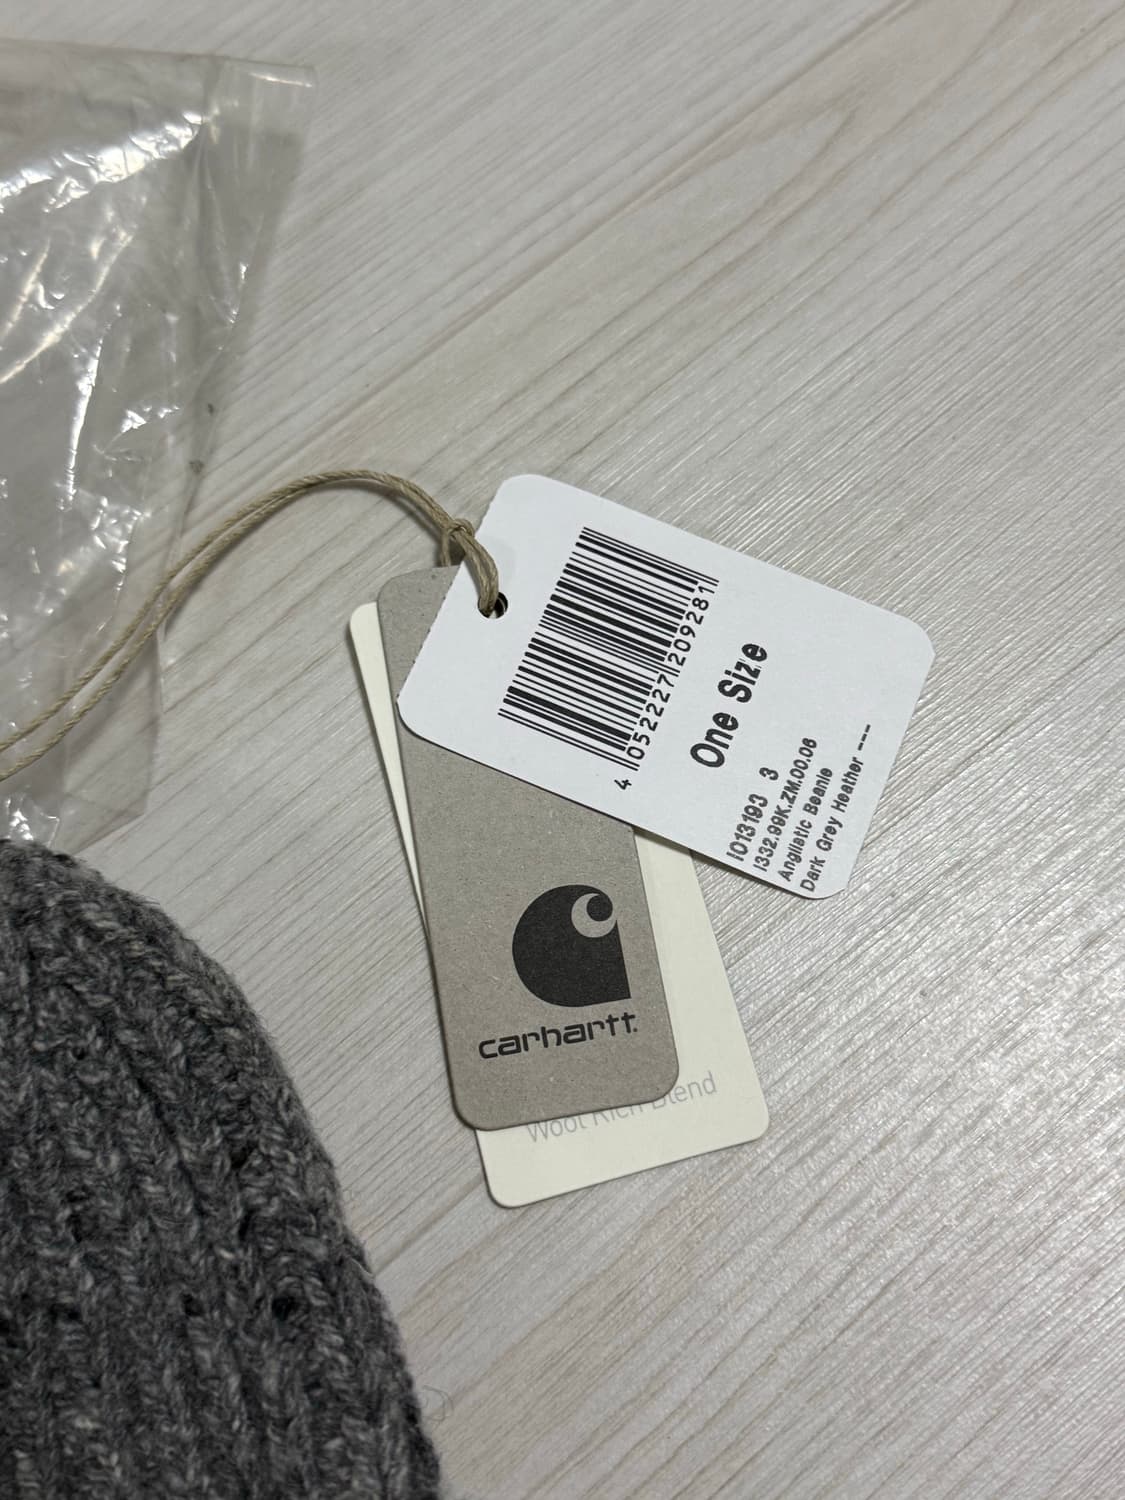 4 052227 209281
One Size
I013193 3
I332.99K.ZM.00.06
Anglistic Beanie
Dark Grey Heather ---
carhartt
Wool Rich Blend